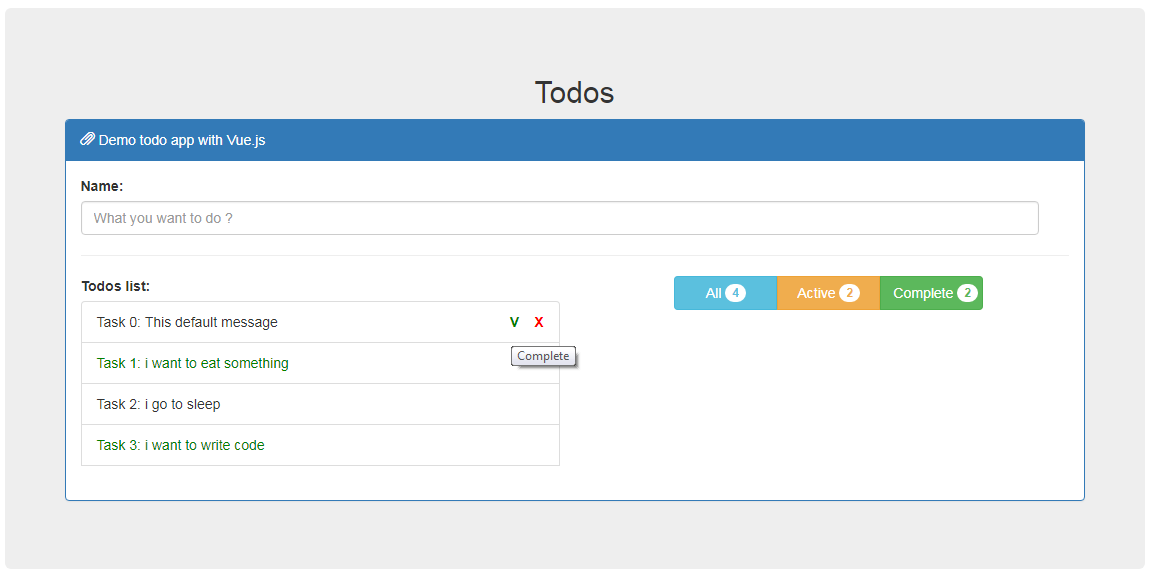 Todos
Demo todo app with Vue.js
Name:
What you want to do ?
Todos list:
All 4 Active 2 Complete 2
Task 0: This default message V X
Complete
Task 1: i want to eat something
Task 2: i go to sleep
Task 3: i want to write code